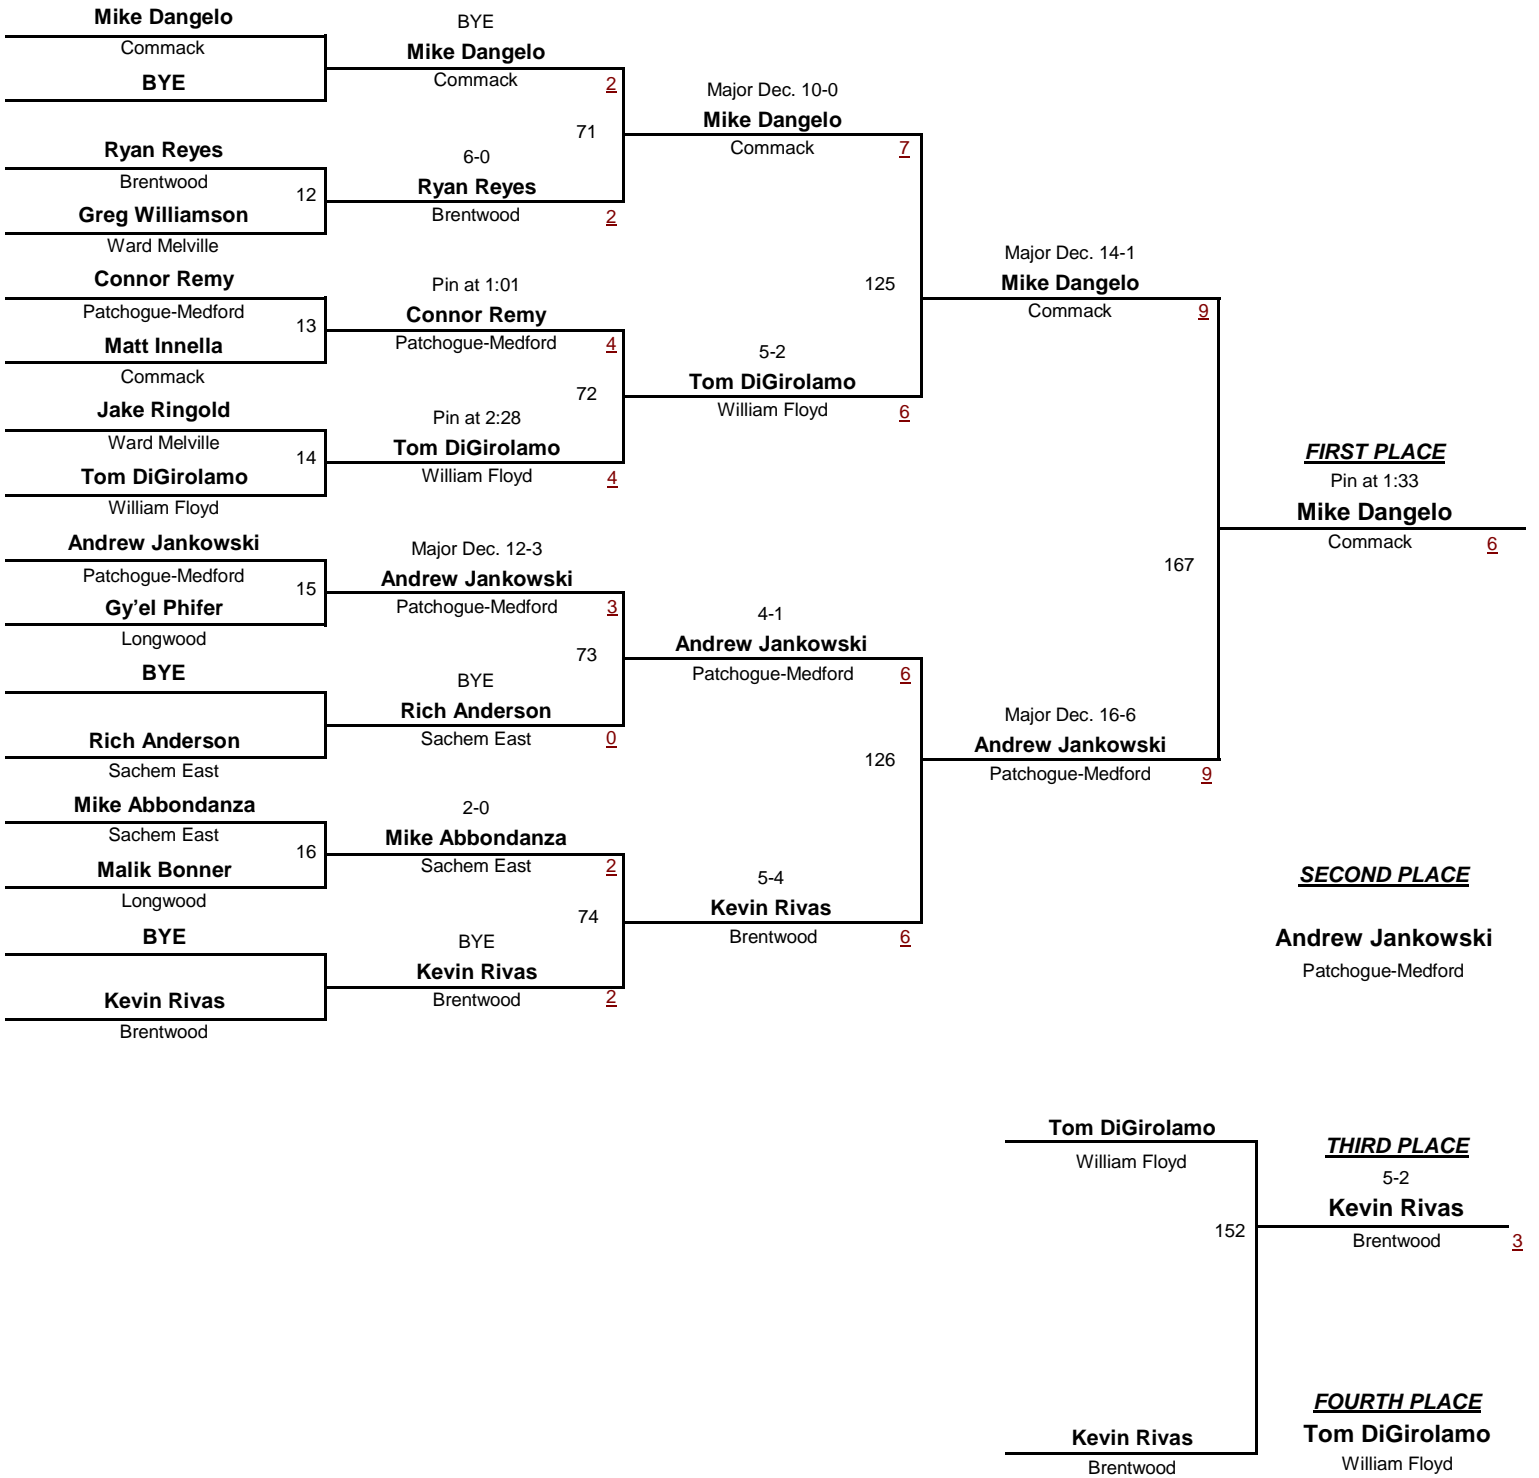 Mike Dangelo
Commack
BYE
Ryan Reyes
Brentwood
12
Greg Williamson
Ward Melville
Connor Remy
Patchogue-Medford
13
Matt Innella
Commack
Jake Ringold
Ward Melville
14
Tom DiGirolamo
William Floyd
Andrew Jankowski
Patchogue-Medford
15
Gy'el Phifer
Longwood
BYE
Rich Anderson
Sachem East
Mike Abbondanza
Sachem East
16
Malik Bonner
Longwood
BYE
Kevin Rivas
Brentwood
BYE
Mike Dangelo
Commack 2
71
6-0
Ryan Reyes
Brentwood 2
Pin at 1:01
Connor Remy
Patchogue-Medford 4
72
Pin at 2:28
Tom DiGirolamo
William Floyd 4
Major Dec. 12-3
Andrew Jankowski
Patchogue-Medford 3
73
BYE
Rich Anderson
Sachem East 0
2-0
Mike Abbondanza
Sachem East 2
74
BYE
Kevin Rivas
Brentwood 2
Major Dec. 10-0
Mike Dangelo
Commack 7
125
5-2
Tom DiGirolamo
William Floyd 6
4-1
Andrew Jankowski
Patchogue-Medford 6
126
5-4
Kevin Rivas
Brentwood 6
Major Dec. 14-1
Mike Dangelo
Commack 9
167
Major Dec. 16-6
Andrew Jankowski
Patchogue-Medford 9
FIRST PLACE
Pin at 1:33
Mike Dangelo
Commack 6
SECOND PLACE
Andrew Jankowski
Patchogue-Medford
Tom DiGirolamo
William Floyd
152
Kevin Rivas
Brentwood
THIRD PLACE
5-2
Kevin Rivas
Brentwood 3
FOURTH PLACE
Tom DiGirolamo
William Floyd